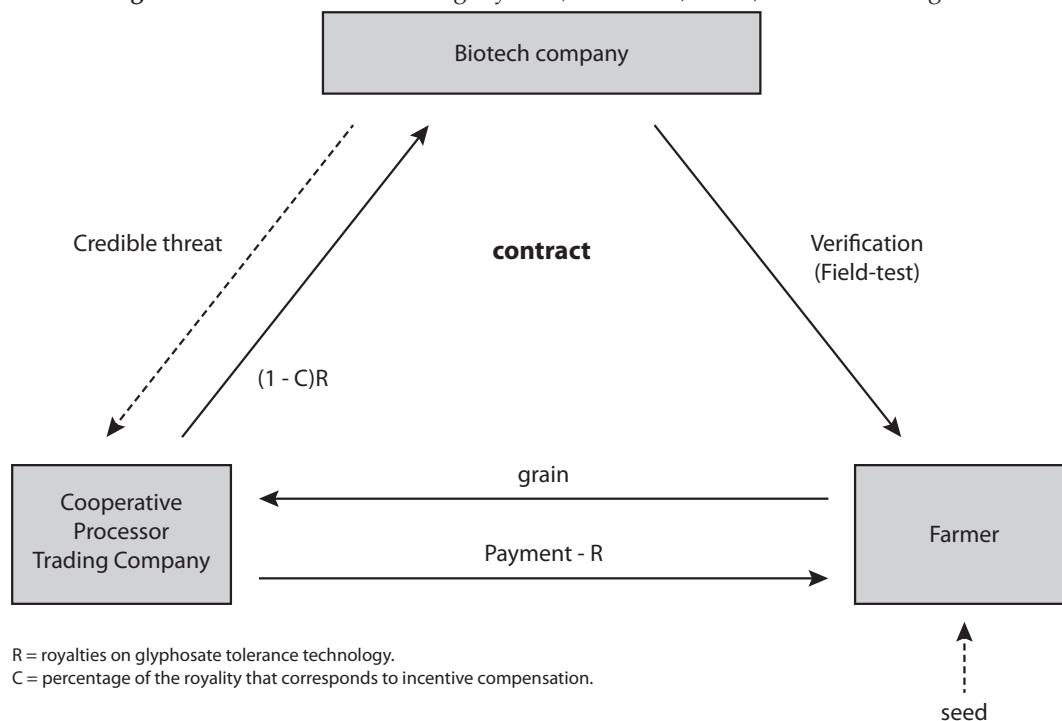 Biotech company
Credible threat
contract
Verification
(Field-test)
(1 - C)R
grain
Cooperative
Processor
Trading Company
Payment - R
Farmer
R = royalties on glyphosate tolerance technology.
C = percentage of the royality that corresponds to incentive compensation.
seed